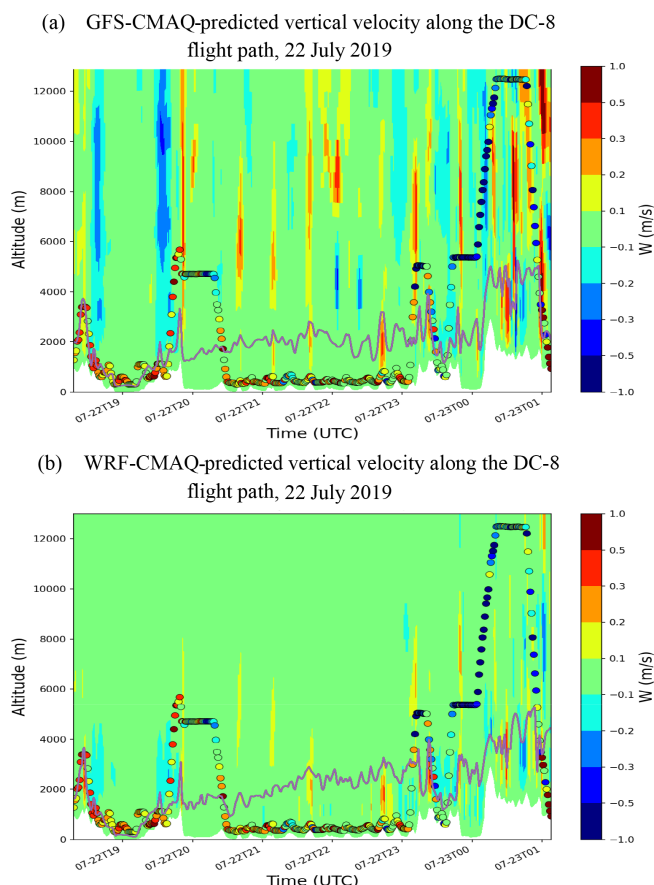 (a) GFS-CMAQ-predicted vertical velocity along the DC-8
flight path, 22 July 2019
12000
10000
8000
6000
4000
2000
0
Altitude (m)
07-22T19
07-22T20
07-22T21
07-22T22
07-22T23
07-23T00
07-23T01
Time (UTC)
1.0
0.5
0.3
0.2
0.1
−0.1
−0.2
−0.3
−0.5
−1.0
W (m/s)
(b) WRF-CMAQ-predicted vertical velocity along the DC-8
flight path, 22 July 2019
12000
10000
8000
6000
4000
2000
0
Altitude (m)
07-22T19
07-22T20
07-22T21
07-22T22
07-22T23
07-23T00
07-23T01
Time (UTC)
1.0
0.5
0.3
0.2
0.1
−0.1
−0.2
−0.3
−0.5
−1.0
W (m/s)